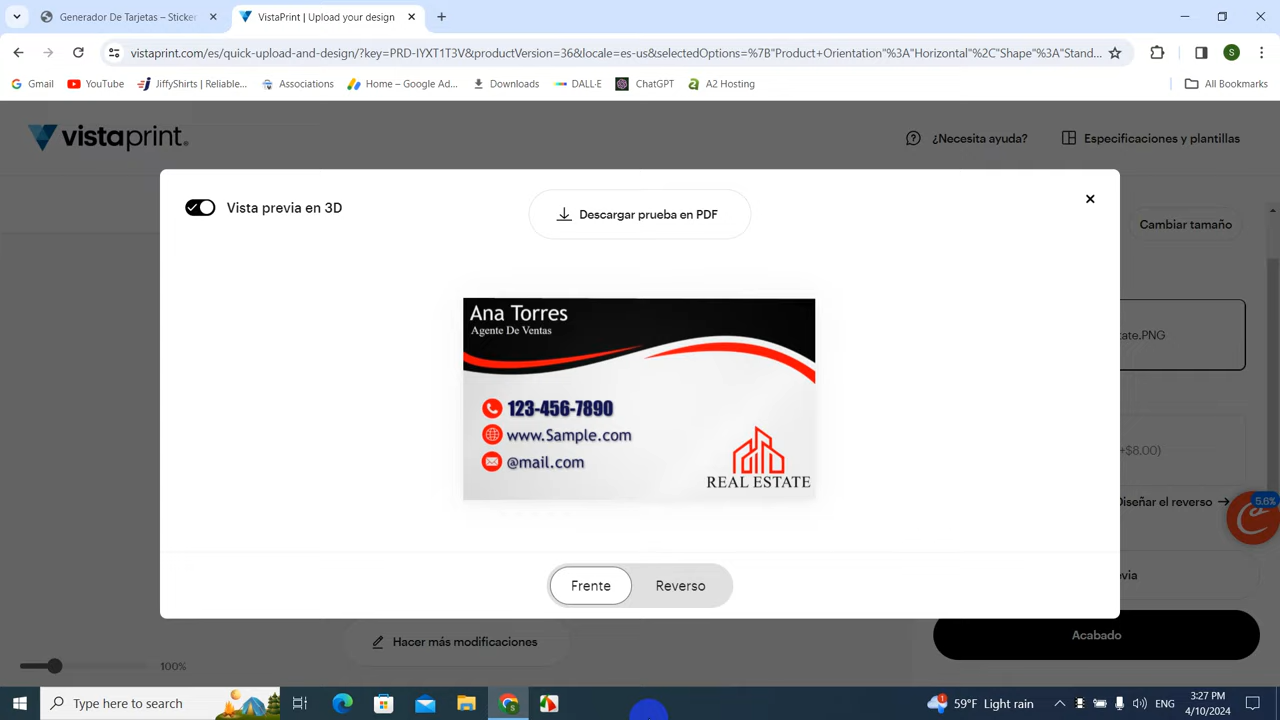 Generador De Tarjetas – Sticker
VistaPrint | Upload your design
vistaprint.com/es/quick-upload-and-design/?key=PRD-IYXT1T3V&productVersion=36&locale=es-us&selectedOptions=%7B"Product+Orientation"%3A"Horizontal"%2C"Shape"%3A"Stand...
Gmail
YouTube
JiffyShirts | Reliable...
Associations
Home – Google Ad...
Downloads
DALL·E
ChatGPT
A2 Hosting
All Bookmarks
vistaprint.
¿Necesita ayuda?
Especificaciones y plantillas
Vista previa en 3D
Descargar prueba en PDF
Cambiar tamaño
Ana Torres
Agente De Ventas
123-456-7890
www.Sample.com
@mail.com
REAL ESTATE
tate.PNG
+$8.00)
Diseñar el reverso
5.6%
evia
Frente
Reverso
Hacer más modificaciones
Acabado
100%
Type here to search
1
59°F Light rain
ENG
3:27 PM
4/10/2024